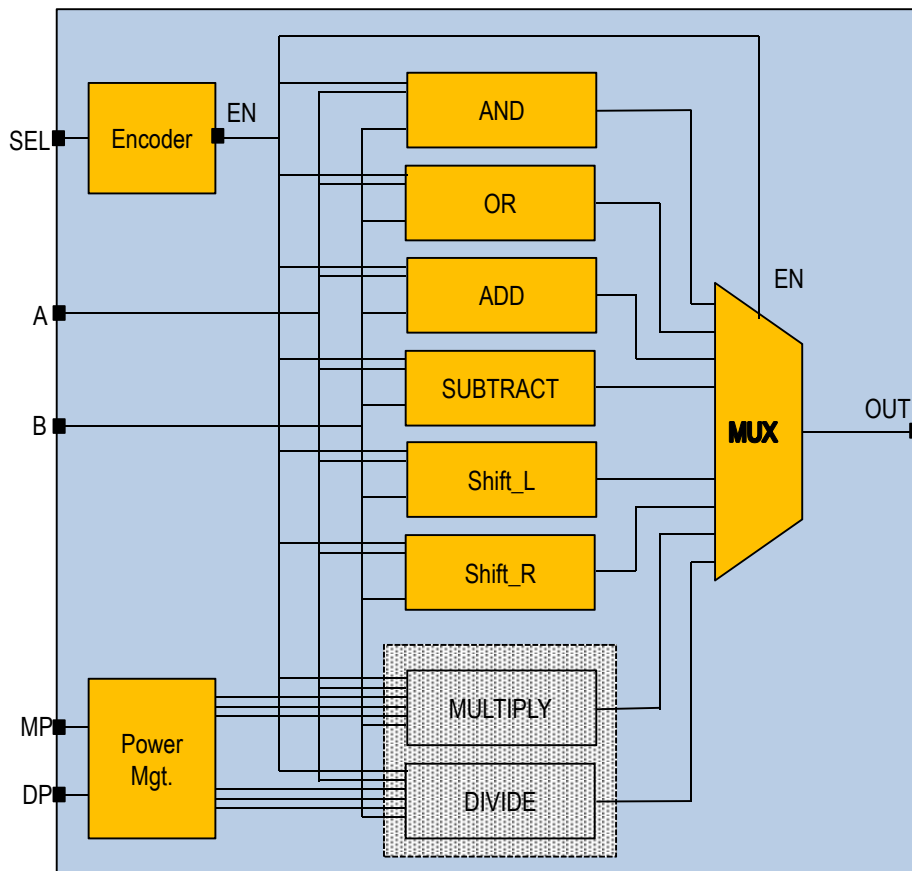 SEL
Encoder
EN
AND
OR
A
ADD
EN
SUBTRACT
B
MUX
OUT
Shift_L
Shift_R
MP
DP
Power
Mgt.
MULTIPLY
DIVIDE